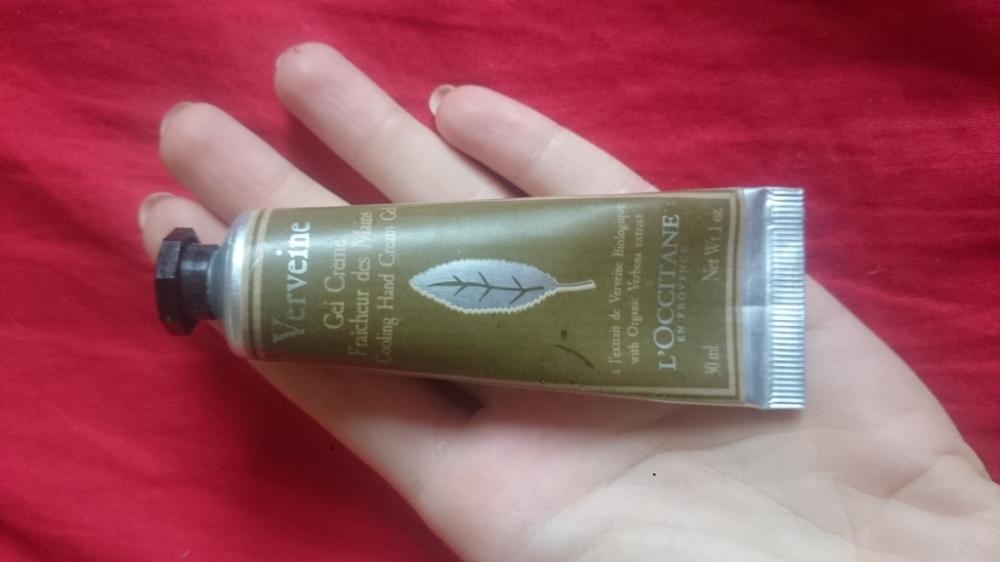 Verveine
Gel Crème
Fraîcheur des Mains
Cooling Hand Cream Gel
à l'extrait de Verveine Biologique
with Organic Verbena extract
L'OCCITANE
EN PROVENCE
30 ml Net Wt.1 oz.